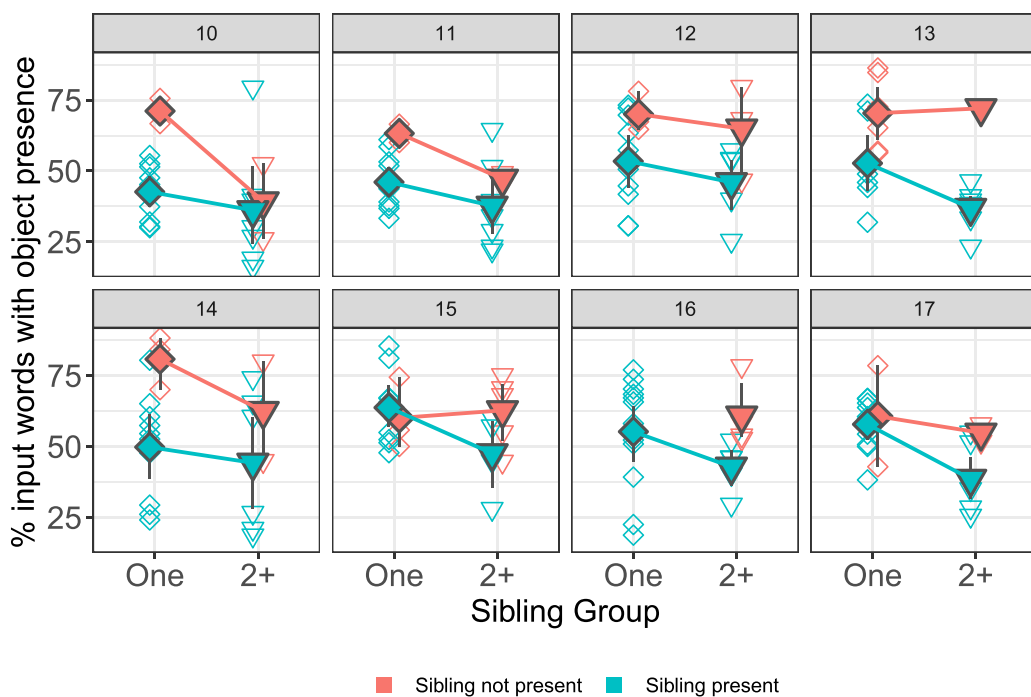 % input words with object presence
10 11 12 13
75
50
25
14 15 16 17
75
50
25
One 2+ One 2+ One 2+ One 2+
Sibling Group
Sibling not present Sibling present